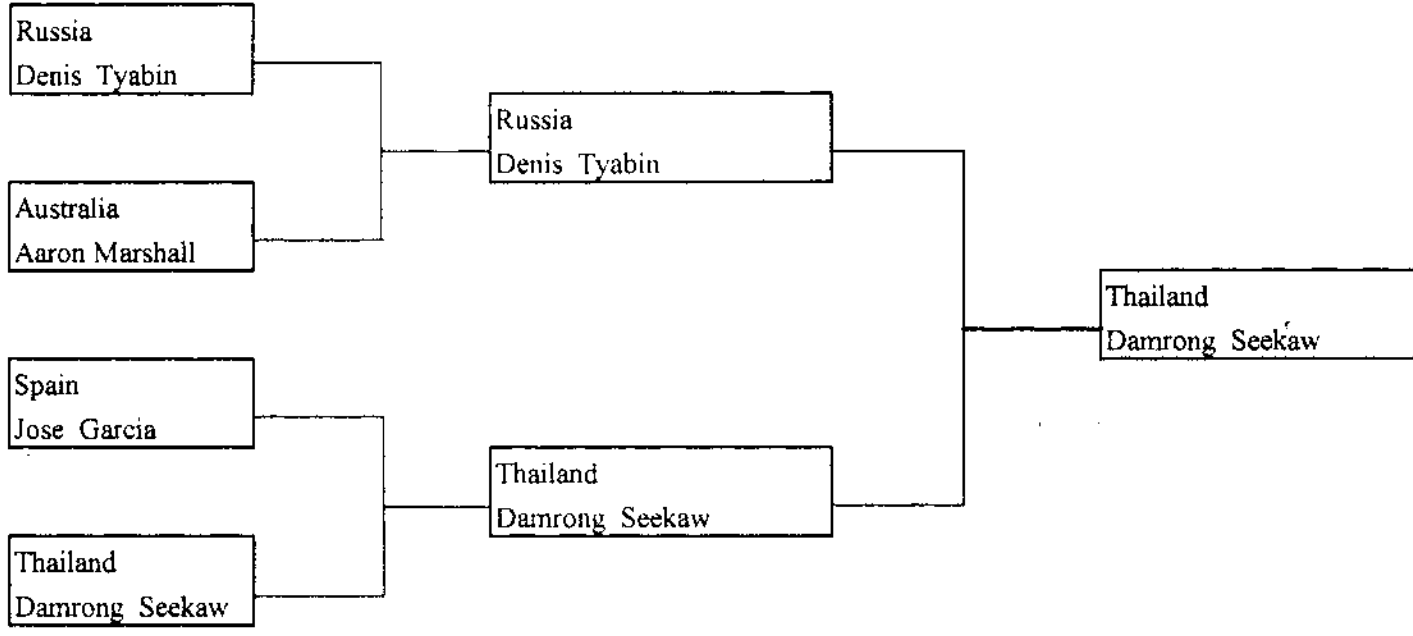 Russia
Denis Tyabin
Australia
Aaron Marshall
Spain
Jose Garcia
Thailand
Damrong Seekaw
Russia
Denis Tyabin
Thailand
Damrong Seekaw
Thailand
Damrong Seekaw